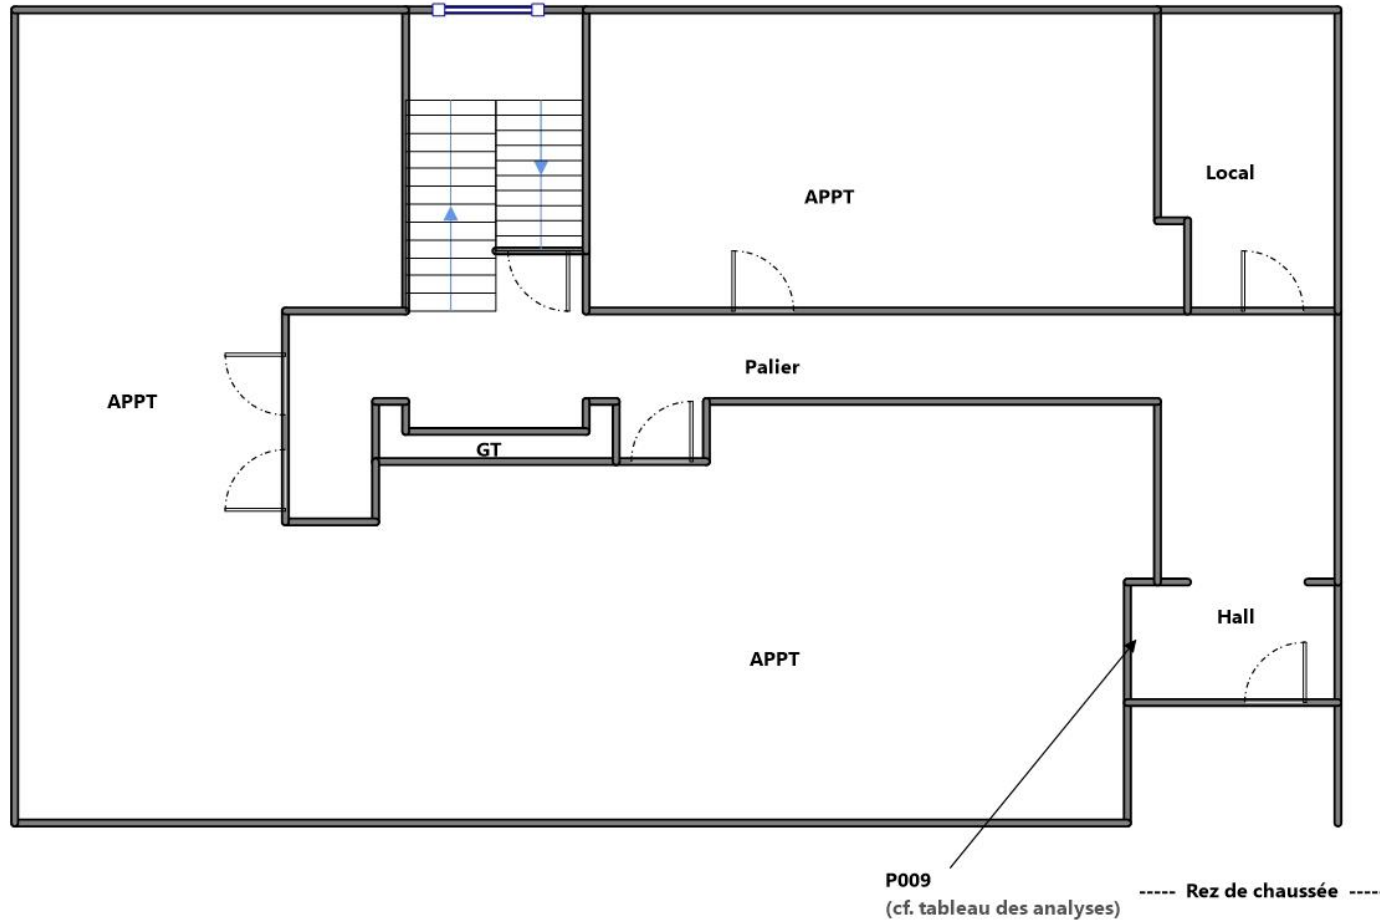 Local
APPT
Palier
APPT
GT
Hall
APPT
P009
(cf. tableau des analyses)
----- Rez de chaussée -----